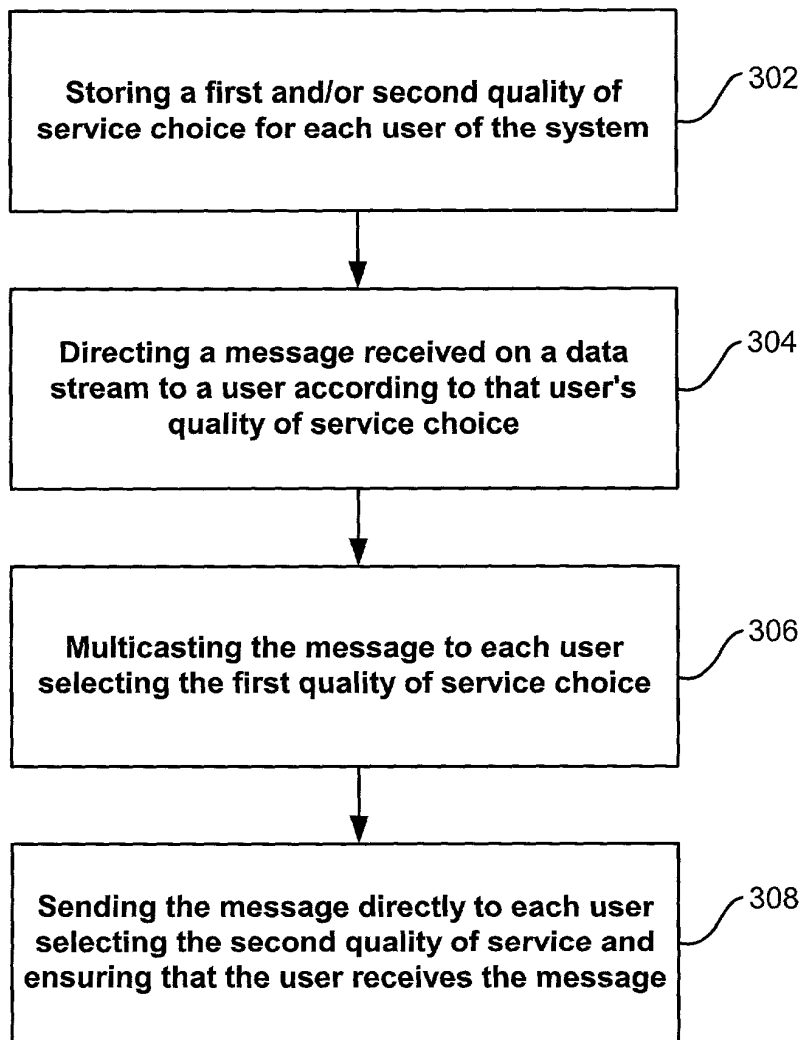 Storing a first and/or second quality of
service choice for each user of the system
302
Directing a message received on a data
stream to a user according to that user's
quality of service choice
304
Multicasting the message to each user
selecting the first quality of service choice
306
Sending the message directly to each user
selecting the second quality of service and
ensuring that the user receives the message
308